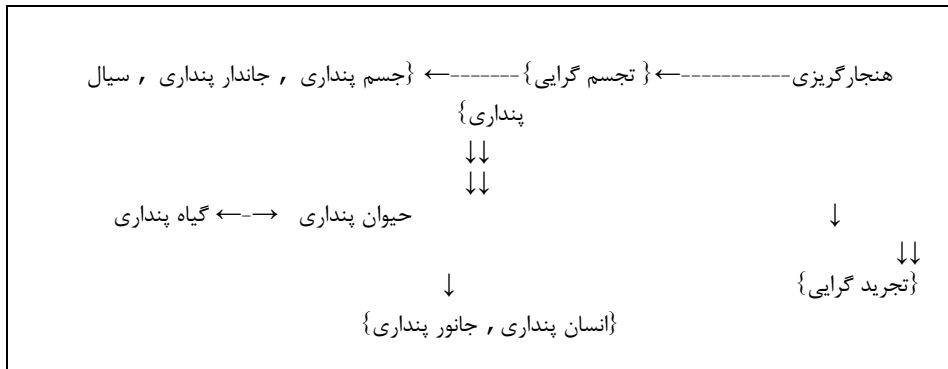 هنجارگریزی-----------←{ تجسم گرایی}-------← {جسم پنداری , جاندار پنداری , سیال
پنداری}
↓↓
↓↓
↓ حیوان پنداری ←-→ گیاه پنداری
↓↓
{تجرید گرایی}
↓
{انسان پنداری , جانور پنداری}